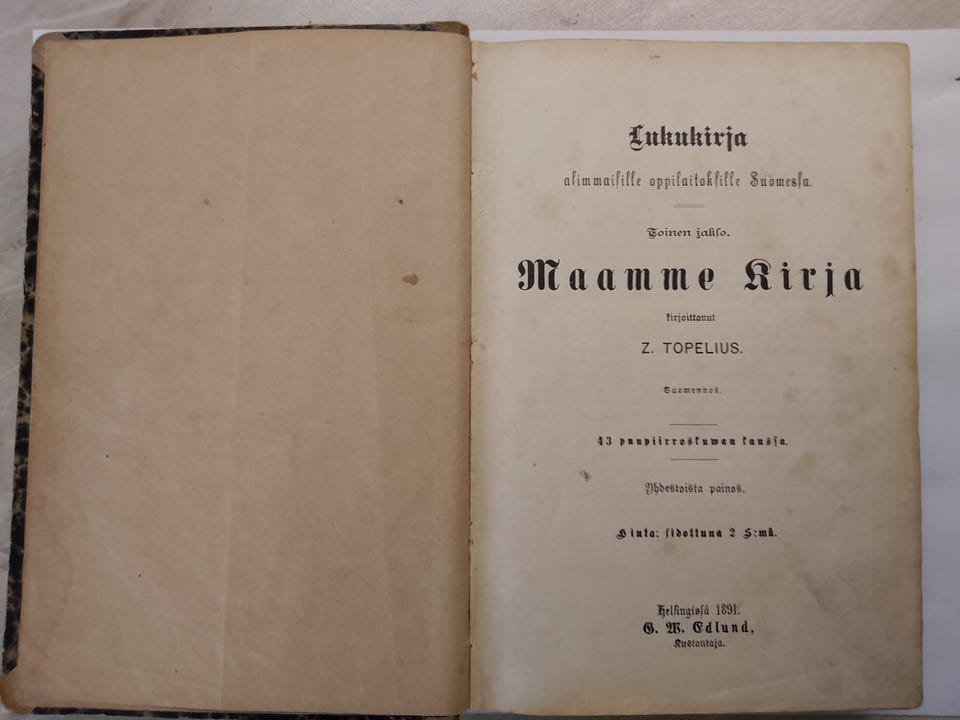 Lukukirja
alimmaisille oppilaitoksille Suomessa.
Toinen jakso.
Maamme Kirja
kirjoittanut
Z. TOPELIUS.
Suomennos.
43 puupiirroskuwan kanssa.
Yhdestoista painos.
Hinta: sidottuna 2 S:mk.
Helsingissä 1891.
G. W. Edlund,
Kustantaja.